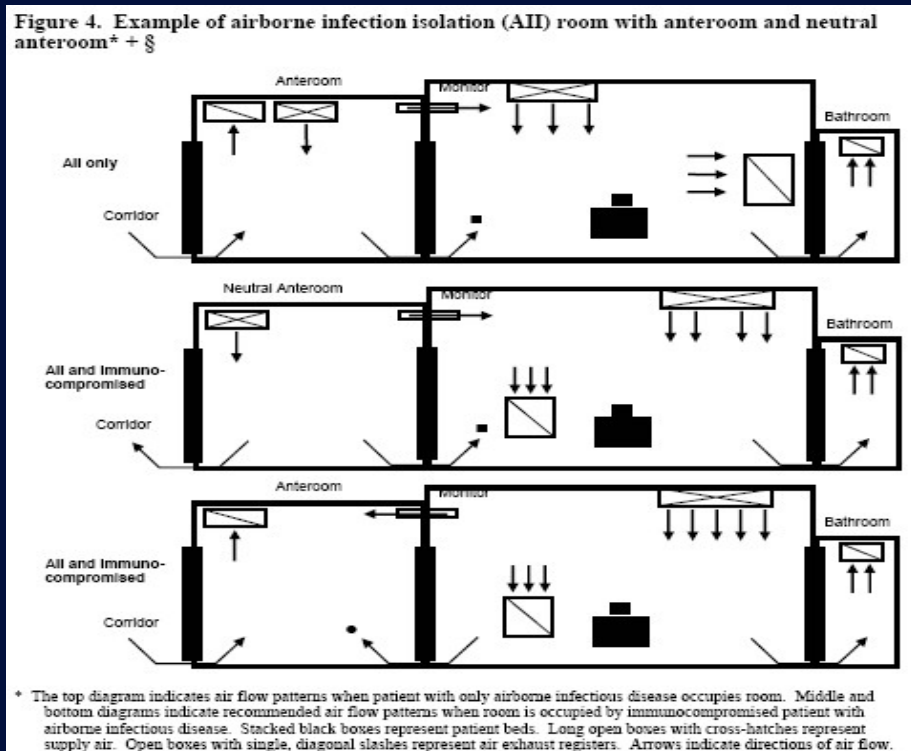 Figure 4. Example of airborne infection isolation (AII) room with anteroom and neutral
anteroom* + §
Anteroom
Monitor
Bathroom
AII only
Corridor
Neutral Anteroom
Monitor
Bathroom
AII and Immuno-
compromised
Corridor
Anteroom
Monitor
Bathroom
AII and Immuno-
compromised
Corridor
* The top diagram indicates air flow patterns when patient with only airborne infectious disease occupies room. Middle and
bottom diagrams indicate recommended air flow patterns when room is occupied by immunocompromised patient with
airborne infectious disease. Stacked black boxes represent patient beds. Long open boxes with cross-hatches represent
supply air. Open boxes with single, diagonal slashes represent air exhaust registers. Arrows indicate directions of air flow.